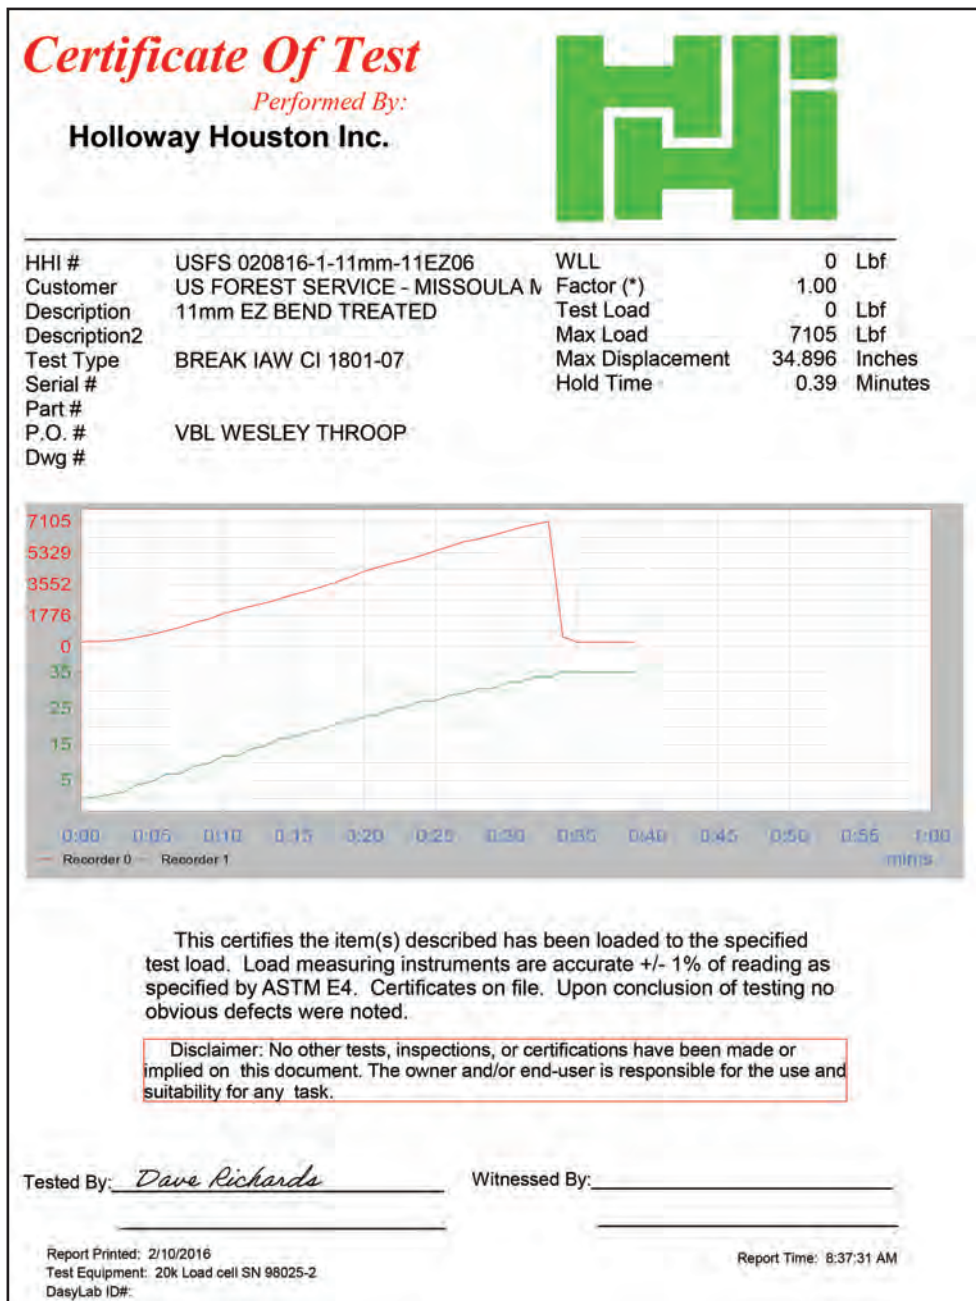 Certificate Of Test
Performed By:
Holloway Houston Inc.
HHi
HHI # USFS 020816-1-11mm-11EZ06
Customer US FOREST SERVICE - MISSOULA M
Description 11mm EZ BEND TREATED
Description2
Test Type BREAK IAW CI 1801-07
Serial #
Part #
P.O. # VBL WESLEY THROOP
Dwg #
WLL 0 Lbf
Factor (*) 1.00
Test Load 0 Lbf
Max Load 7105 Lbf
Max Displacement 34.896 Inches
Hold Time 0.39 Minutes
7105
5329
3552
1776
0
35
25
15
5
0:00 0:05 0:10 0:15 0:20 0:25 0:30 0:35 0:40 0:45 0:50 0:55 1:00
Recorder 0 Recorder 1
mins
This certifies the item(s) described has been loaded to the specified
test load. Load measuring instruments are accurate +/- 1% of reading as
specified by ASTM E4. Certificates on file. Upon conclusion of testing no
obvious defects were noted.
Disclaimer: No other tests, inspections, or certifications have been made or
implied on this document. The owner and/or end-user is responsible for the use and
suitability for any task.
Tested By: Dave Richards
Witnessed By:
Report Printed: 2/10/2016
Test Equipment: 20k Load cell SN 98025-2
DasyLab ID#:
Report Time: 8:37:31 AM